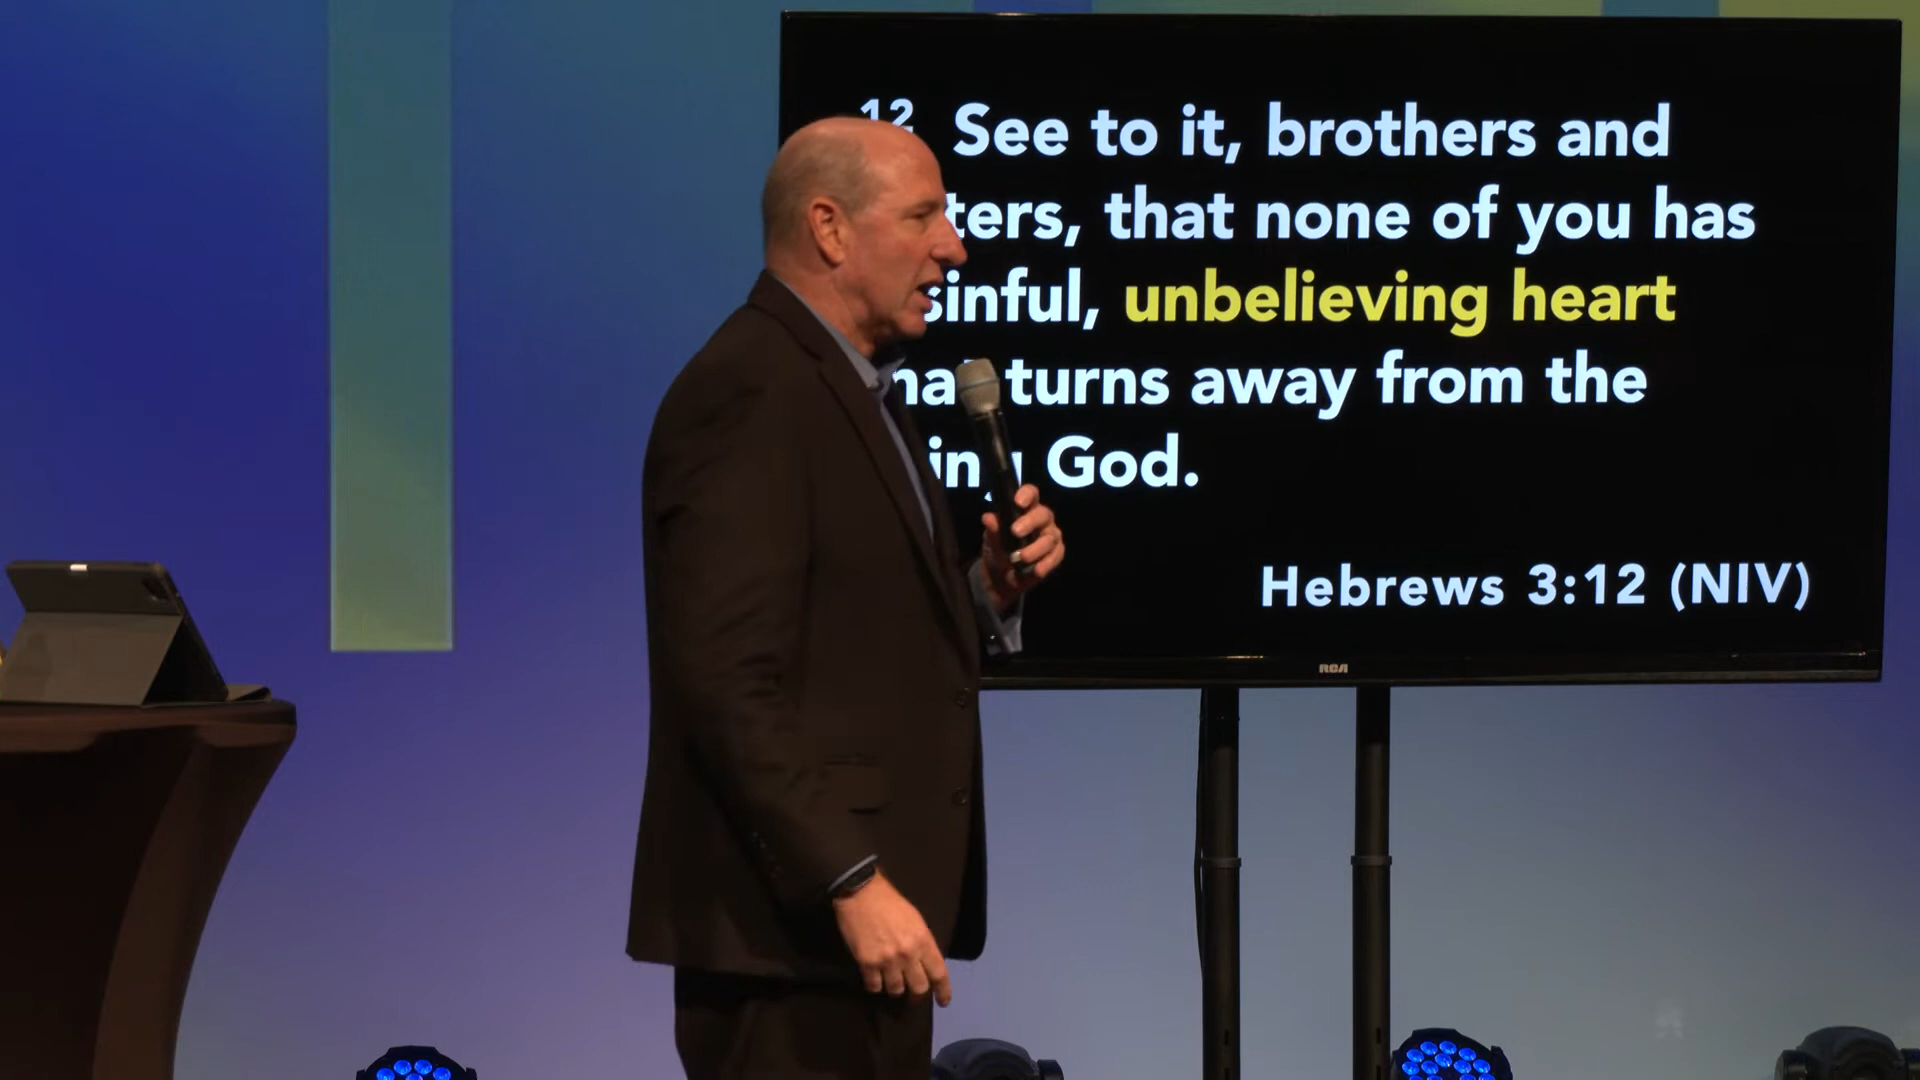 12 See to it, brothers and
ters, that none of you has
sinful, unbelieving heart
turns away from the
God.
Hebrews 3:12 (NIV)
RCA